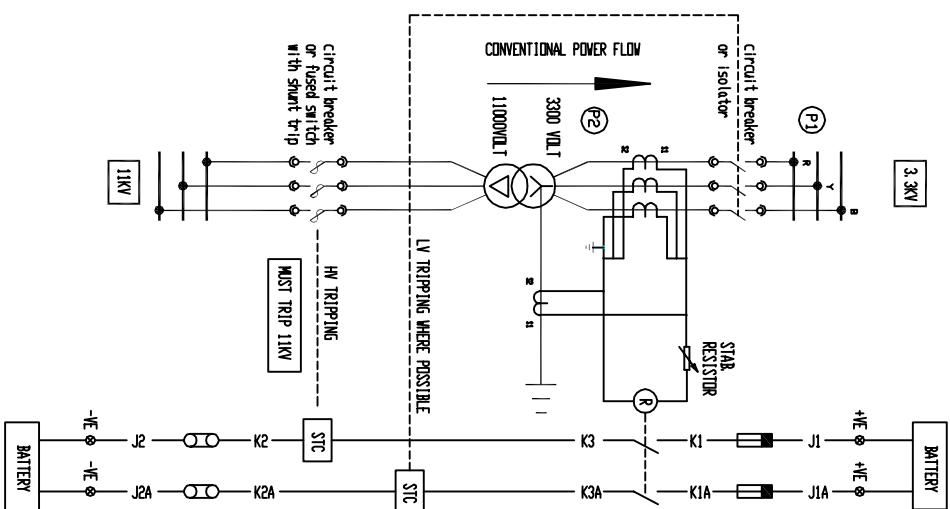 CONVENTIONAL POWER FLOW
circuit breaker
or fused switch
with shunt trip
11000VOLT
3300 VOLT
P2
circuit breaker
or isolator
P1
R
Y
B
3.3KV
11KV
S2
S1
S2
S1
MUST TRIP 11KV
HV TRIPPING
LV TRIPPING WHERE POSSIBLE
STAB.
RESISTOR
R
BATTERY
-VE
J2
K2
STC
K3
K1
J1
+VE
BATTERY
-VE
J2A
K2A
STC
K3A
K1A
J1A
+VE